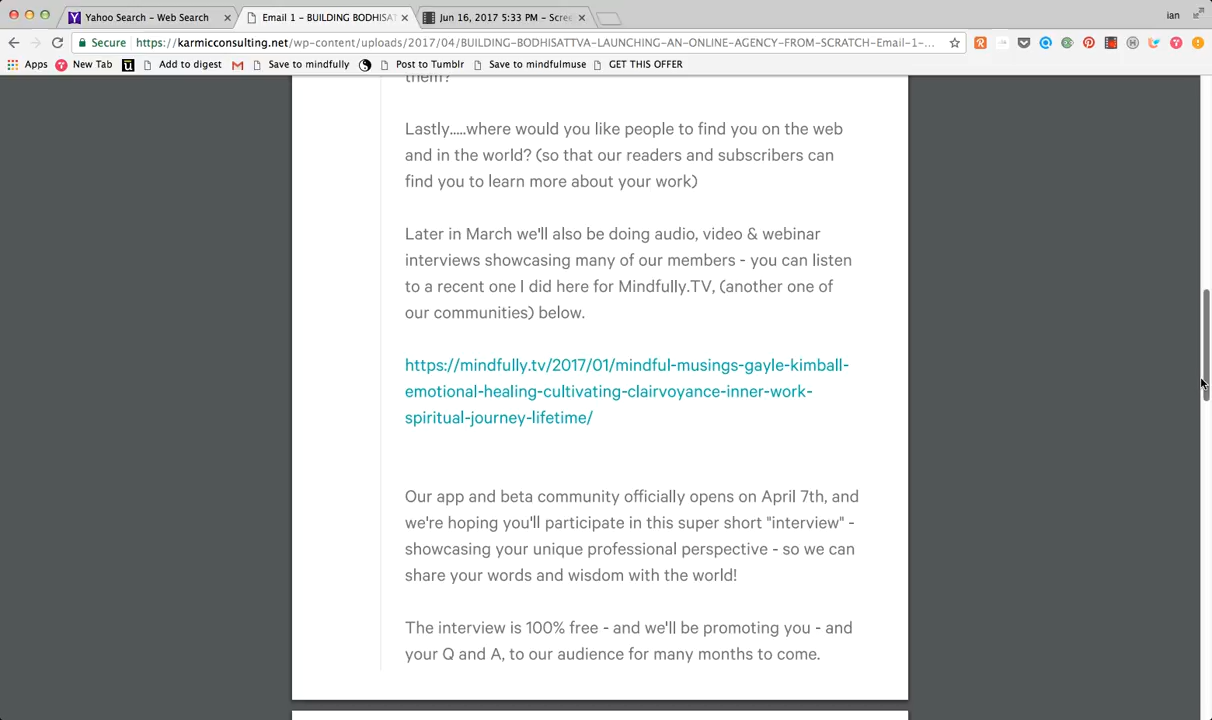 Yahoo Search - Web Search
Email 1 - BUILDING BODHISAT
Jun 16, 2017 5:33 PM - Scre
ian
Secure
https://karmicconsulting.net/wp-content/uploads/2017/04/BUILDING-BODHISATTVA-LAUNCHING-AN-ONLINE-AGENCY-FROM-SCRATCH-Email-1-...
Apps
New Tab
Add to digest
Save to mindfully
Post to Tumblr
Save to mindfulmuse
GET THIS OFFER
them?
Lastly.....where would you like people to find you on the web
and in the world? (so that our readers and subscribers can
find you to learn more about your work)
Later in March we'll also be doing audio, video & webinar
interviews showcasing many of our members - you can listen
to a recent one I did here for Mindfully.TV, (another one of
our communities) below.
https://mindfully.tv/2017/01/mindful-musings-gayle-kimball-
emotional-healing-cultivating-clairvoyance-inner-work-
spiritual-journey-lifetime/
Our app and beta community officially opens on April 7th, and
we're hoping you'll participate in this super short "interview" -
showcasing your unique professional perspective - so we can
share your words and wisdom with the world!
The interview is 100% free - and we'll be promoting you - and
your Q and A, to our audience for many months to come.